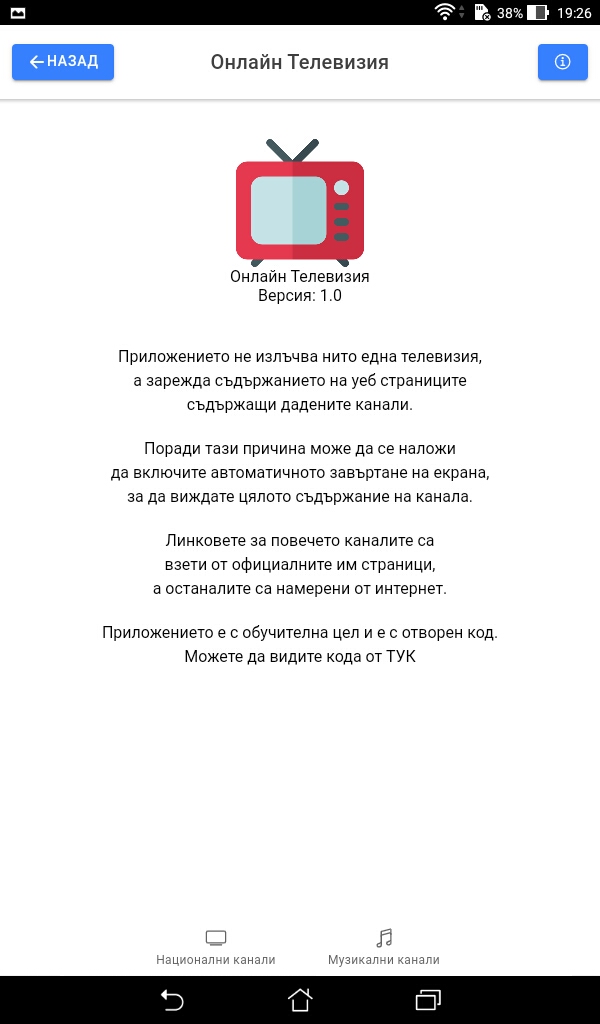 38%
19:26
НАЗАД
Онлайн Телевизия
Онлайн Телевизия
Версия: 1.0
Приложението не излъчва нито една телевизия,
а зарежда съдържанието на уеб страниците
съдържащи дадените канали.
Поради тази причина може да се наложи
да включите автоматичното завъртане на екрана,
за да виждате цялото съдържание на канала.
Линковете за повечето каналите са
взети от официалните им страници,
а останалите са намерени от интернет.
Приложението е с обучителна цел и е с отворен код.
Можете да видите кода от ТУК
Национални канали
Музикални канали